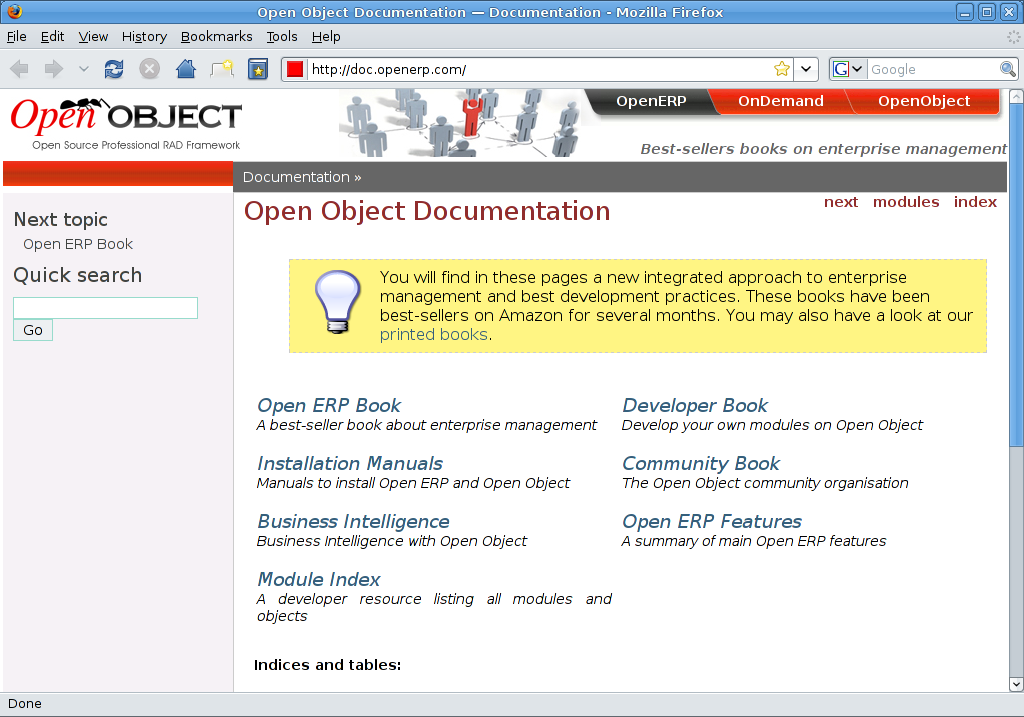 Open Object Documentation — Documentation - Mozilla Firefox
File Edit View History Bookmarks Tools Help
http://doc.openerp.com/
G Google
Open OBJECT
Open Source Professional RAD Framework
OpenERP OnDemand OpenObject
Best-sellers books on enterprise management
Documentation »
next modules index
Next topic
Open ERP Book
Quick search
Go
Open Object Documentation
You will find in these pages a new integrated approach to enterprise
management and best development practices. These books have been
best-sellers on Amazon for several months. You may also have a look at our
printed books.
Open ERP Book
A best-seller book about enterprise management
Developer Book
Develop your own modules on Open Object
Installation Manuals
Manuals to install Open ERP and Open Object
Community Book
The Open Object community organisation
Business Intelligence
Business Intelligence with Open Object
Open ERP Features
A summary of main Open ERP features
Module Index
A developer resource listing all modules and
objects
Indices and tables:
Done